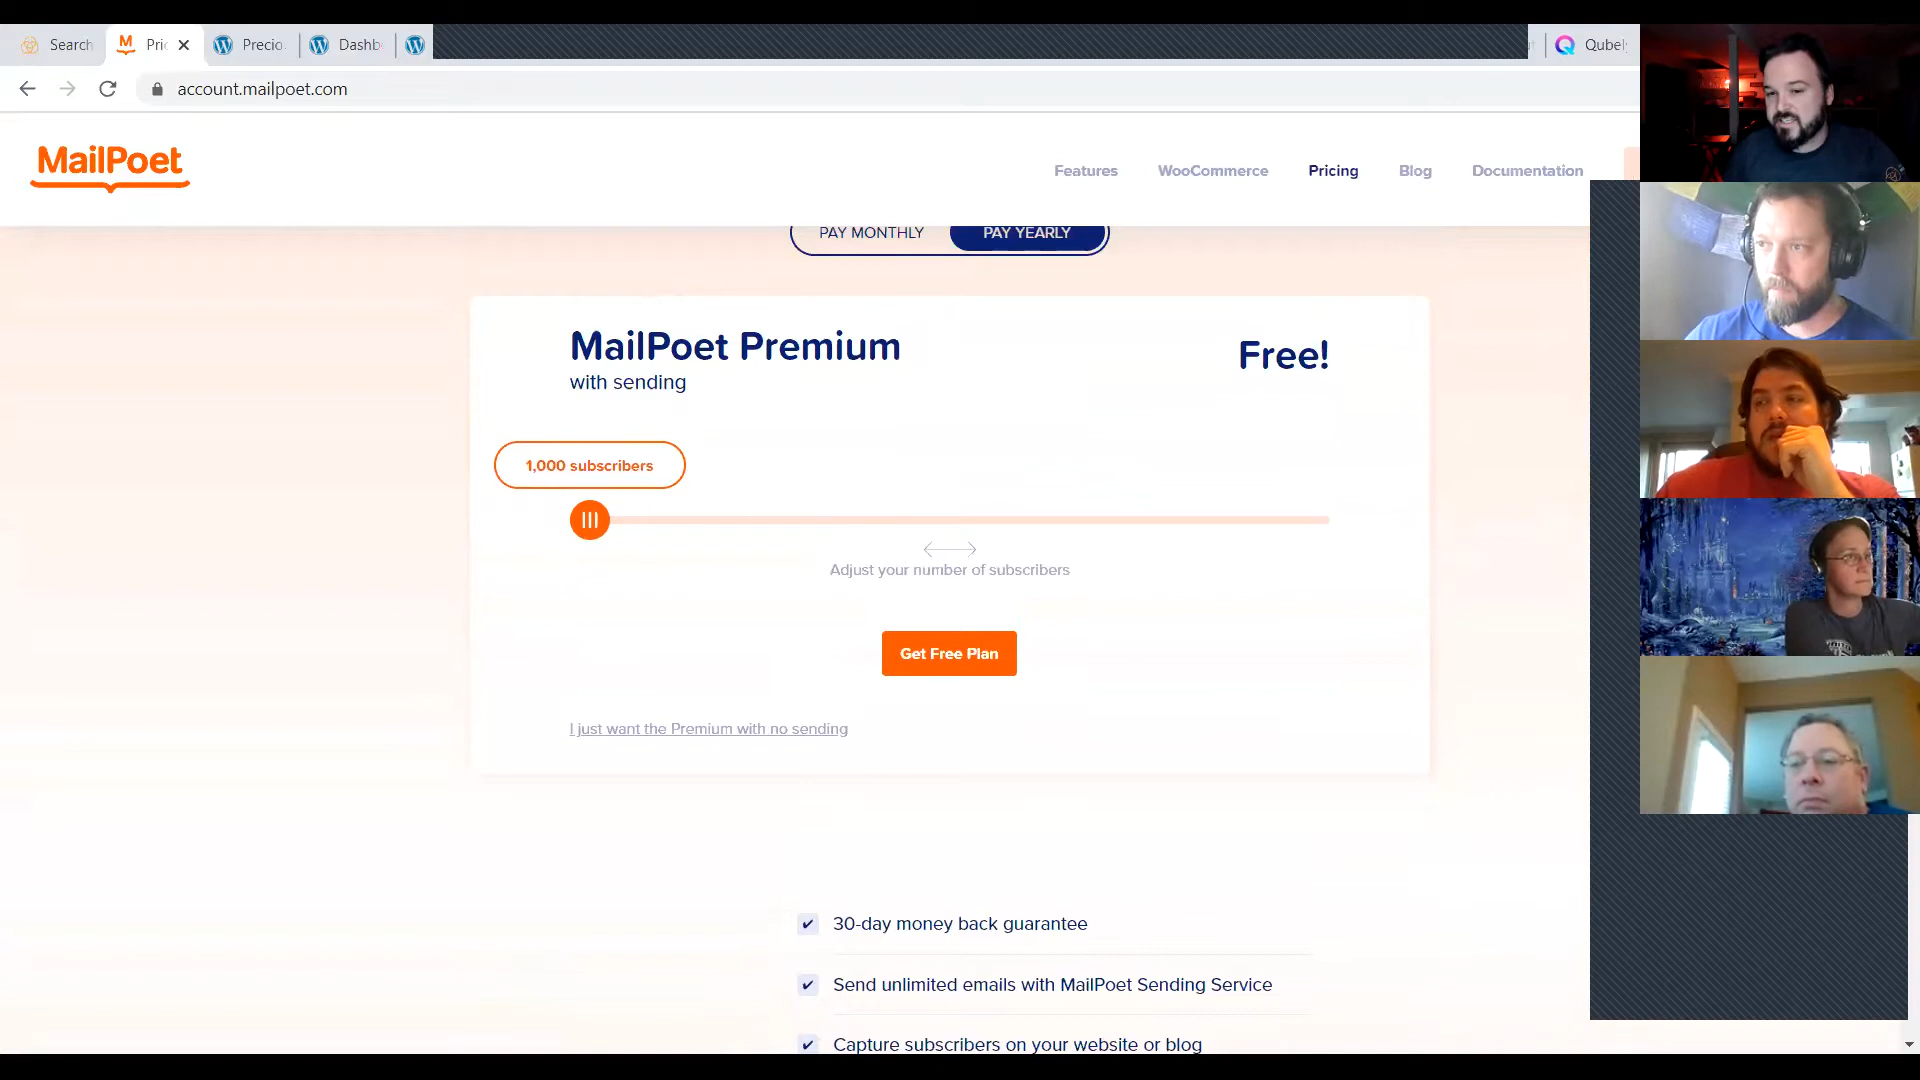 Search
Pric
Precio
Dashb
Qubel
account.mailpoet.com
MailPoet
Features
WooCommerce
Pricing
Blog
Documentation
PAY MONTHLY
PAY YEARLY
MailPoet Premium
Free!
with sending
1,000 subscribers
Adjust your number of subscribers
Get Free Plan
I just want the Premium with no sending
30-day money back guarantee
Send unlimited emails with MailPoet Sending Service
Capture subscribers on your website or blog